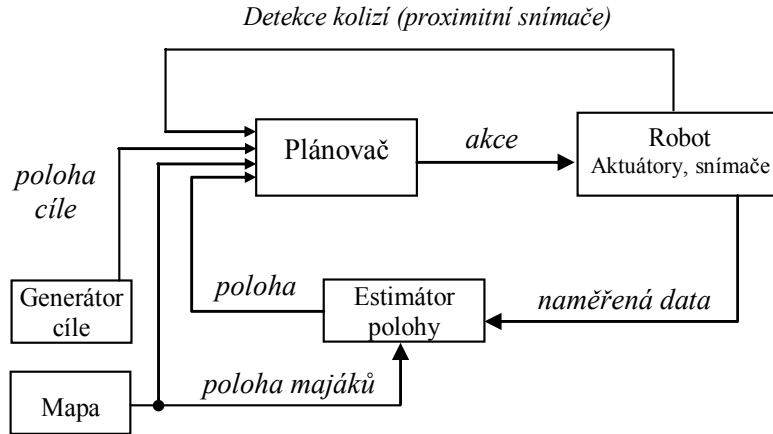 Detekce kolizí (proximitní snímače)
Plánovač
akce
Robot
Aktuátory, snímače
poloha
cíle
Generátor
cíle
poloha
Estimátor
polohy
naměřená data
Mapa
poloha majáků